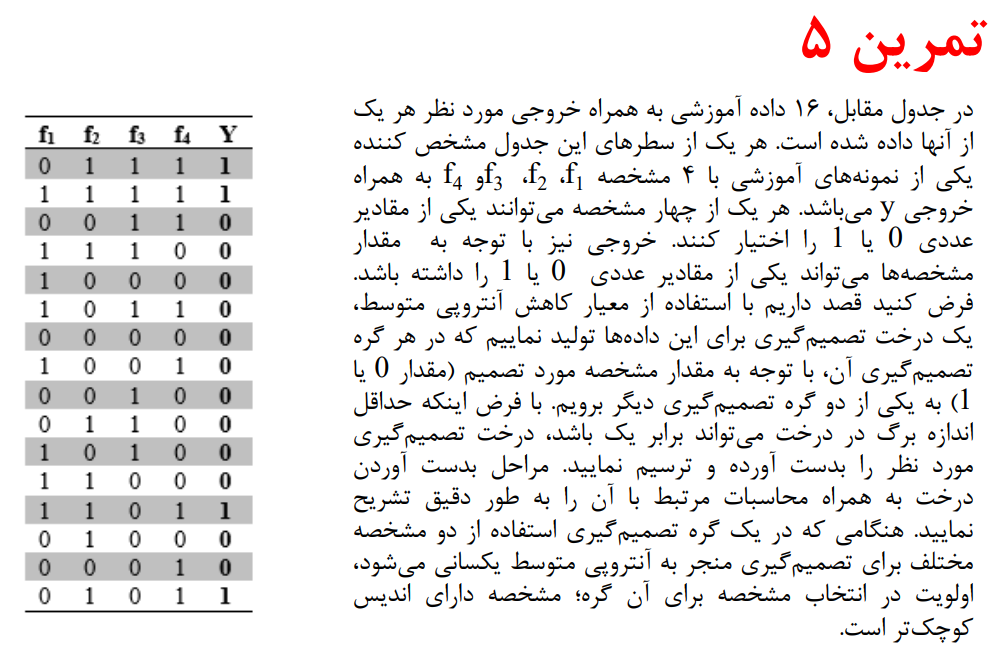 تمرین ۵
در جدول مقابل، ۱۶ داده آموزشی به همراه خروجی مورد نظر هر یک
از آنها داده شده است. هر یک از سطرهای این جدول مشخص کننده
یکی از نمونه‌های آموزشی با ۴ مشخصه f₁، f₂، f₃و f₄ به همراه
خروجی y می‌باشد. هر یک از چهار مشخصه می‌توانند یکی از مقادیر
عددی 0 یا 1 را اختیار کنند. خروجی نیز با توجه به مقدار
مشخصه‌ها می‌تواند یکی از مقادیر عددی 0 یا 1 را داشته باشد.
فرض کنید قصد داریم با استفاده از معیار کاهش آنتروپی متوسط،
یک درخت تصمیم‌گیری برای این داده‌ها تولید نماییم که در هر گره
تصمیم‌گیری آن، با توجه به مقدار مشخصه مورد تصمیم (مقدار 0 یا
1) به یکی از دو گره تصمیم‌گیری دیگر برویم. با فرض اینکه حداقل
اندازه برگ در درخت می‌تواند برابر یک باشد، درخت تصمیم‌گیری
مورد نظر را بدست آورده و ترسیم نمایید. مراحل بدست آوردن
درخت به همراه محاسبات مرتبط با آن را به طور دقیق تشریح
نمایید. هنگامی که در یک گره تصمیم‌گیری استفاده از دو مشخصه
مختلف برای تصمیم‌گیری منجر به آنتروپی متوسط یکسانی می‌شود،
اولویت در انتخاب مشخصه برای آن گره؛ مشخصه دارای اندیس
کوچک‌تر است.
f₁ f₂ f₃ f₄ Y
0 1 1 1 1
1 1 1 1 1
0 0 1 1 0
1 1 1 0 0
1 0 0 0 0
1 0 1 1 0
0 0 0 0 0
1 0 0 1 0
0 0 1 0 0
0 1 1 0 0
1 0 1 0 0
1 1 0 0 0
1 1 0 1 1
0 1 0 0 0
0 0 0 1 0
0 1 0 1 1